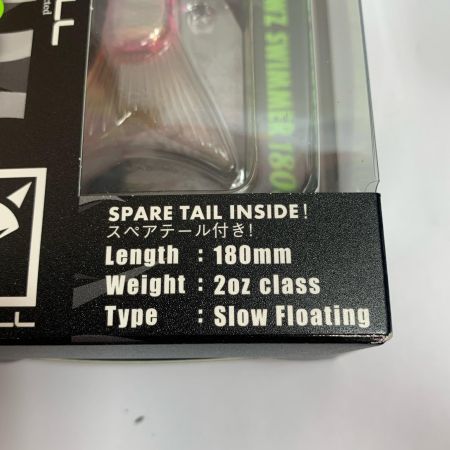 SWIMMER 180
SPARE TAIL INSIDE!
スペアテール付き!
Length : 180mm
Weight : 2oz class
Type : Slow Floating